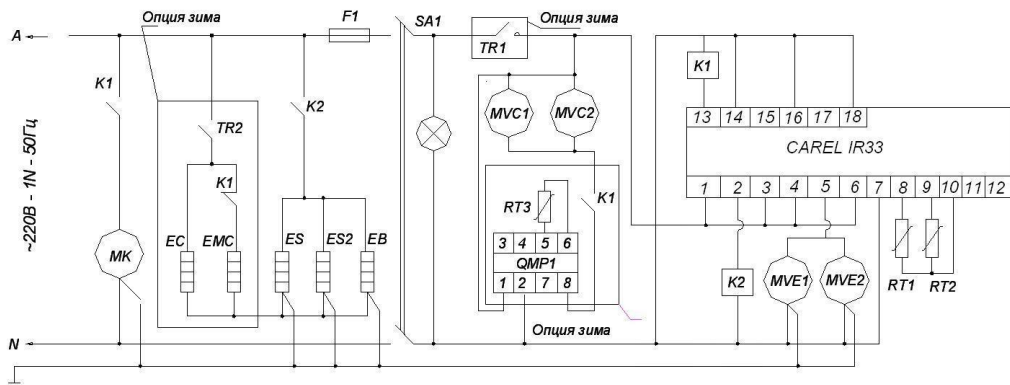 Опция зима
F1
SA1
Опция зима
A
TR1
K1
K1
K2
13 14 15 16 17 18
MVC1
MVC2
TR2
CAREL IR33
~220В - 1N - 50Гц
K1
K1
1 2 3 4 5 6 7 8 9 10 11 12
RT3
EC
EMC
ES
ES2
EB
3 4 5 6
MK
QMP1
1 2 7 8
K2
MVE1
MVE2
RT1
RT2
Опция зима
N